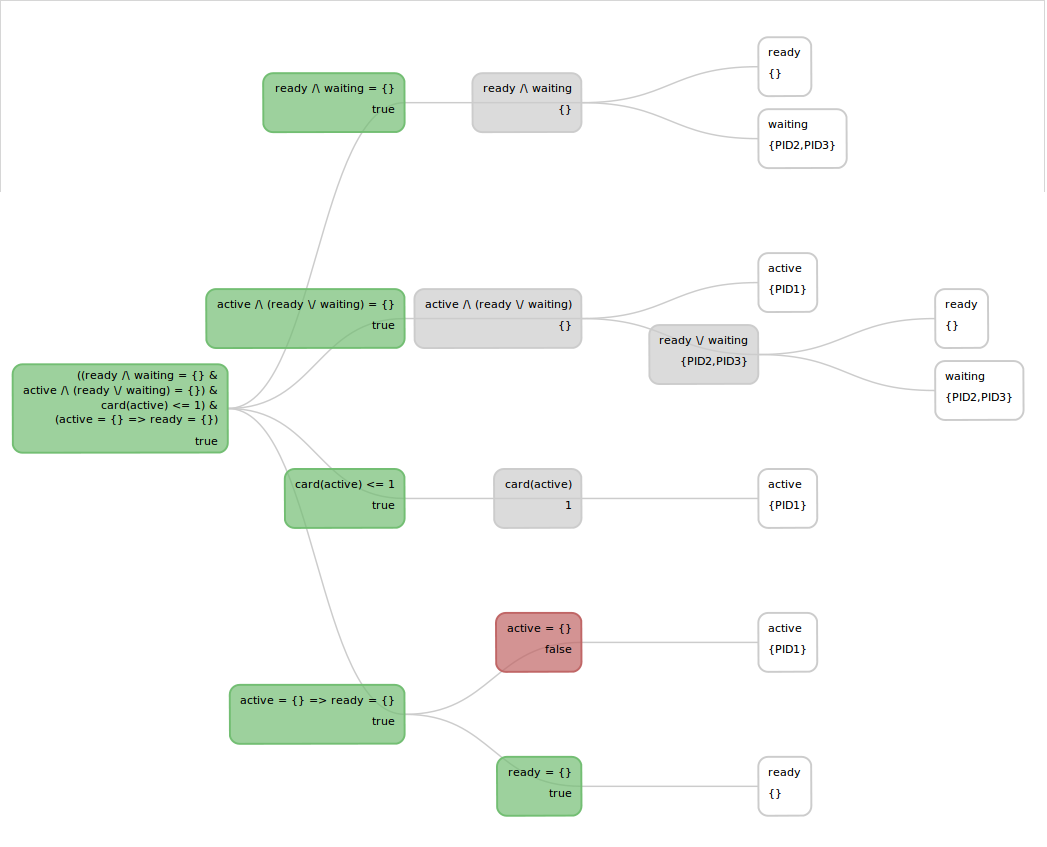 ready
{}
ready /\ waiting = {}
true
ready /\ waiting
{}
waiting
{PID2,PID3}
active
{PID1}
active /\ (ready \/ waiting) = {}
true
active /\ (ready \/ waiting)
{}
ready
{}
ready \/ waiting
{PID2,PID3}
waiting
{PID2,PID3}
((ready /\ waiting = {} &
active /\ (ready \/ waiting) = {}) &
card(active) <= 1) &
(active = {} => ready = {})
true
card(active) <= 1
true
card(active)
1
active
{PID1}
active = {}
false
active
{PID1}
active = {} => ready = {}
true
ready = {}
true
ready
{}